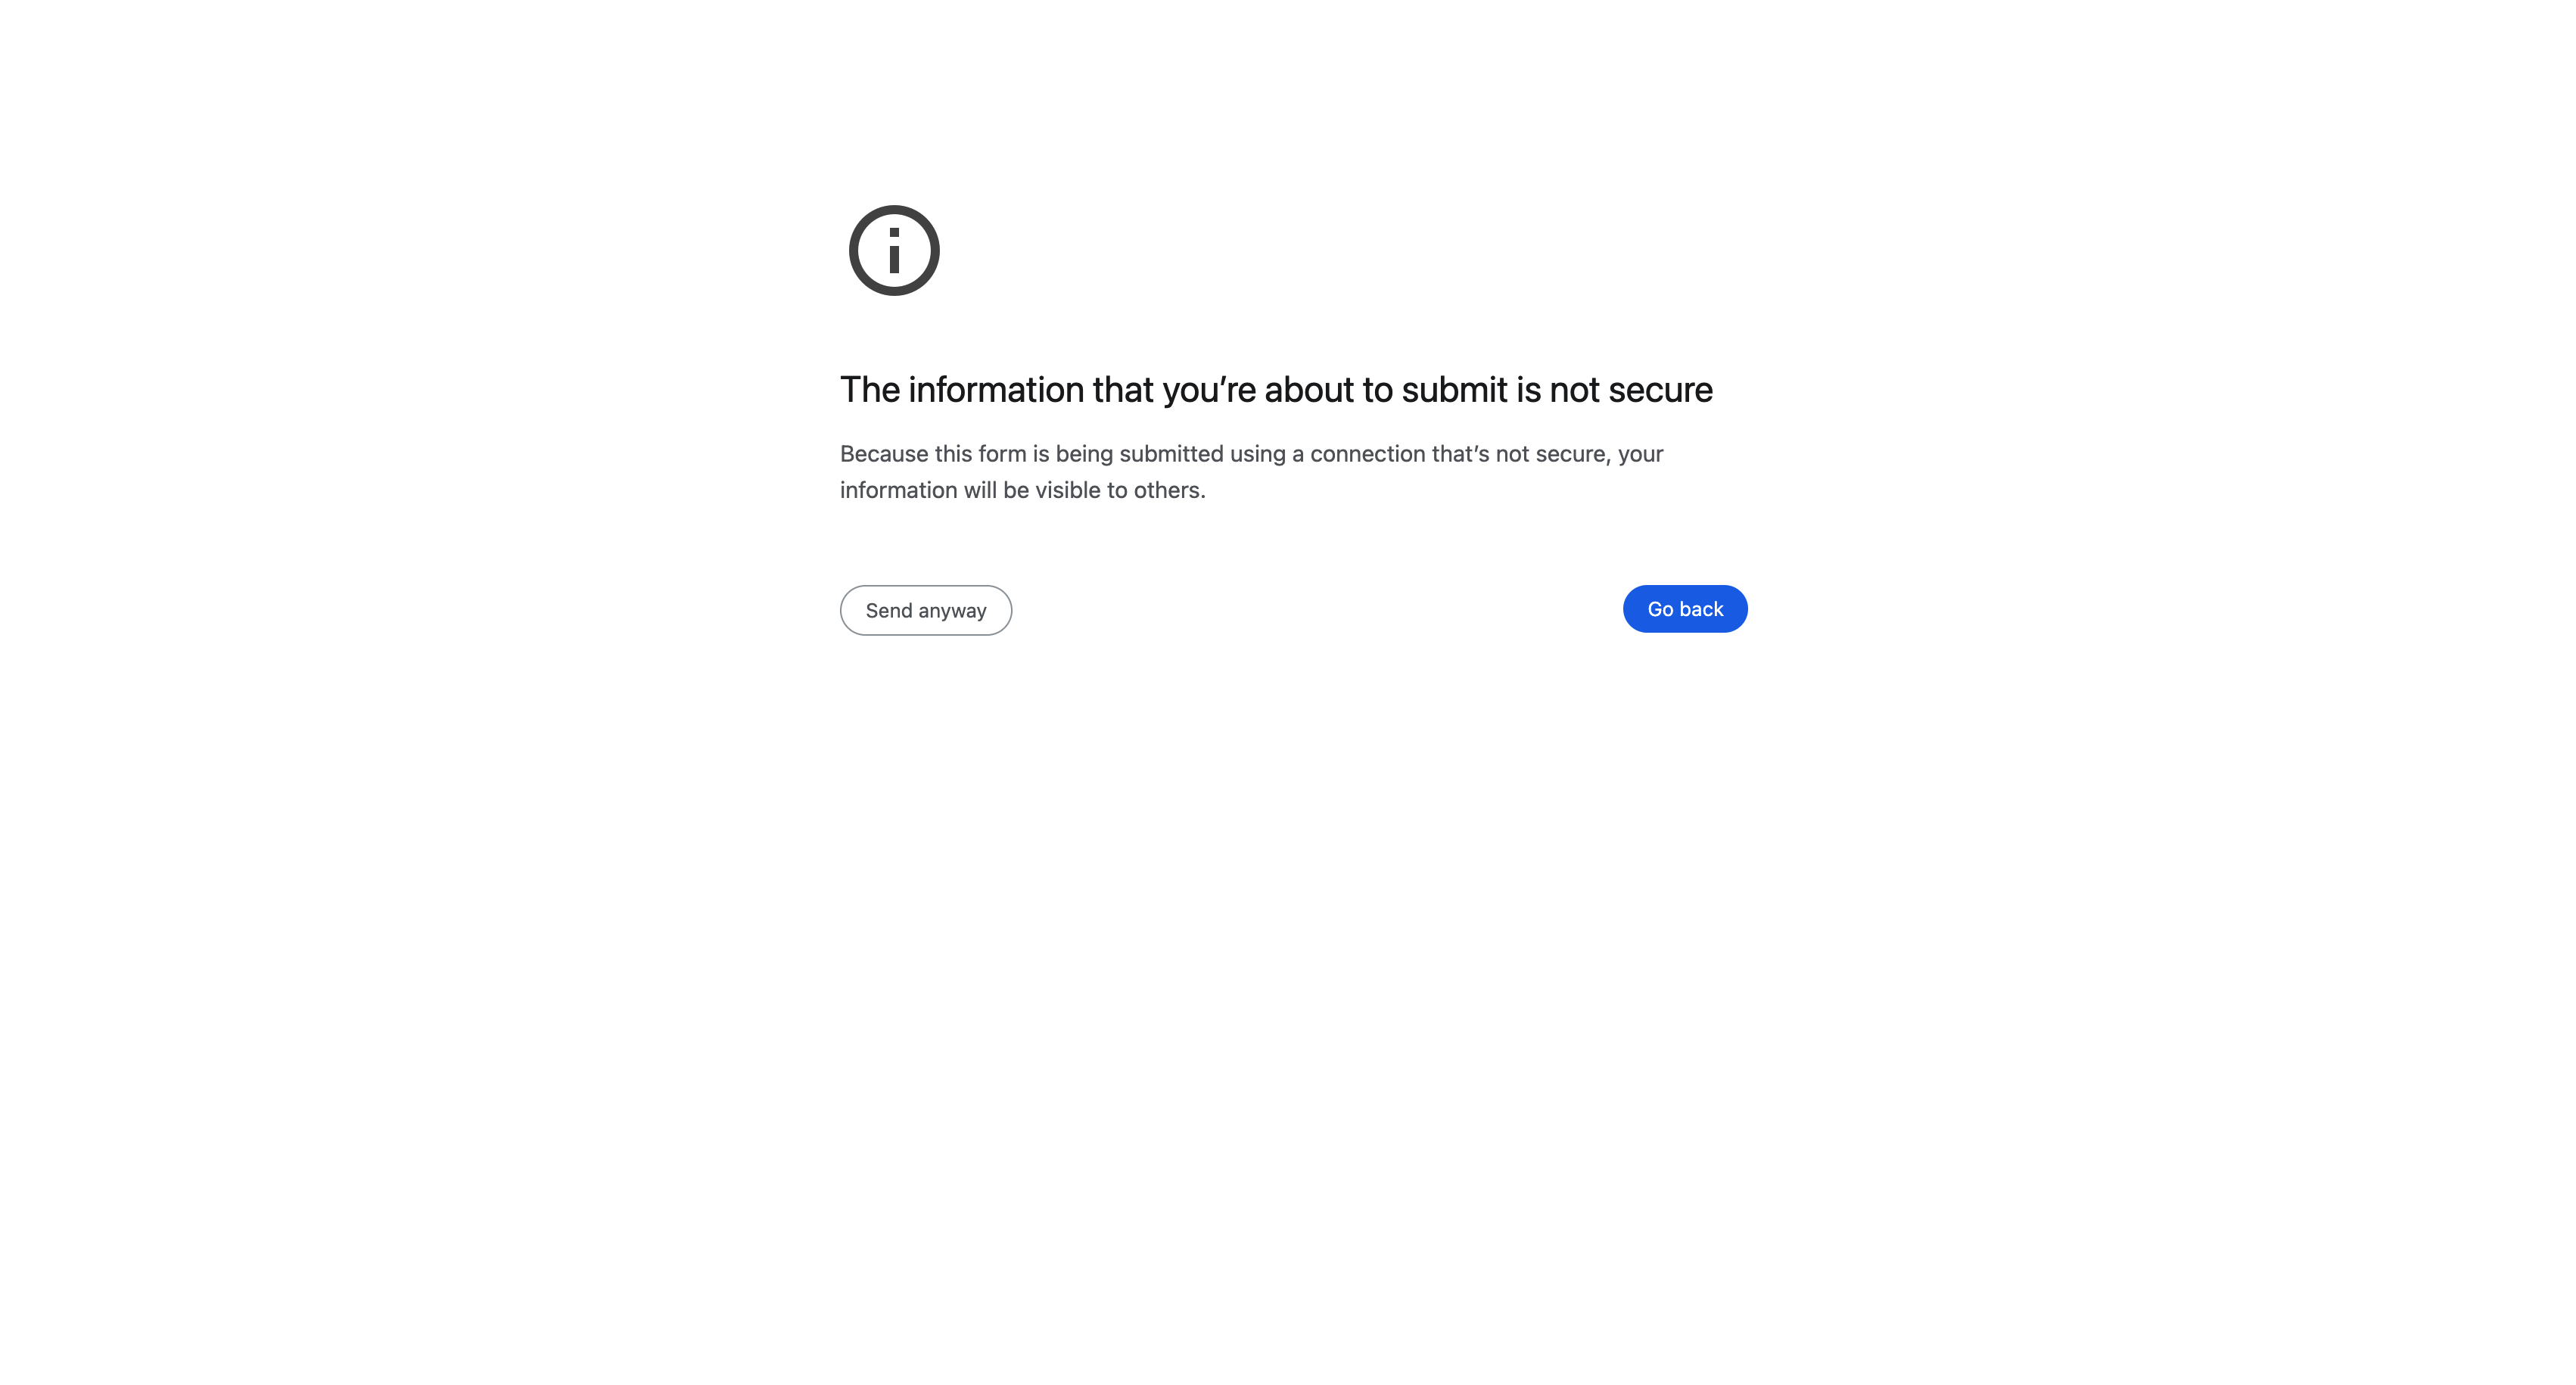 The information that you’re about to submit is not secure
Because this form is being submitted using a connection that’s not secure, your
information will be visible to others.
Send anyway
Go back